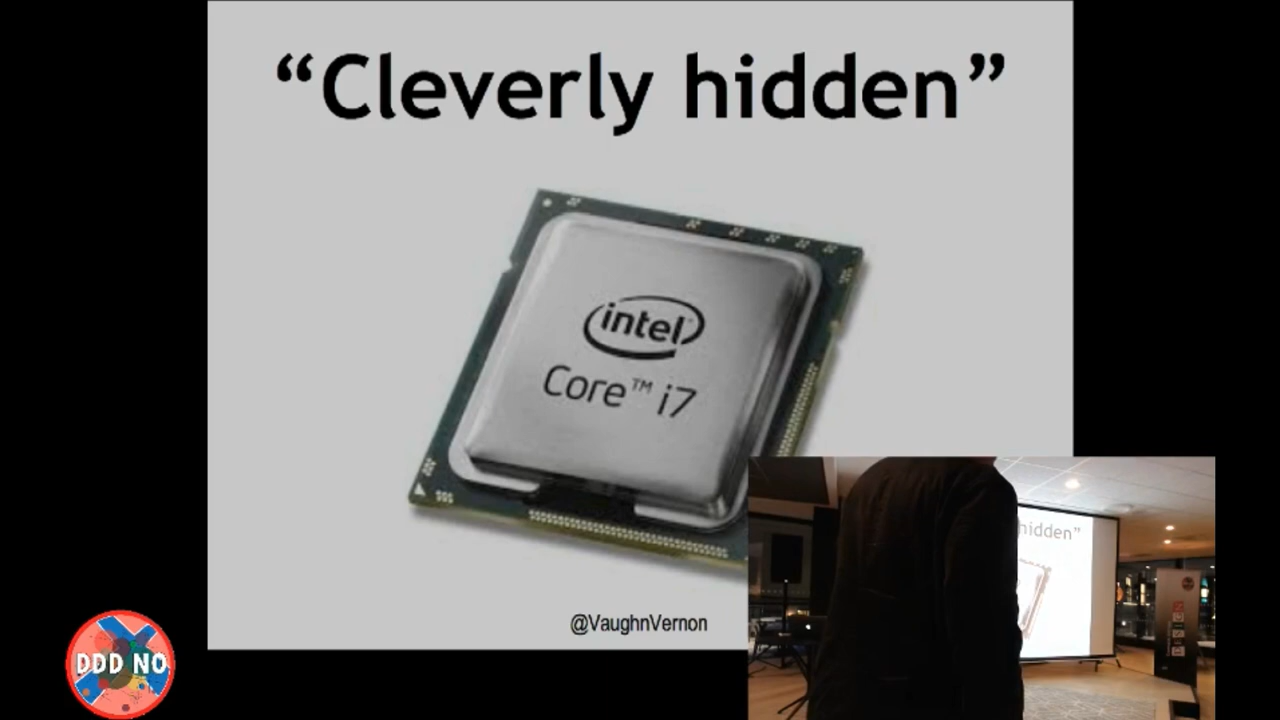 “Cleverly hidden”
intel
Core™ i7
@VaughnVernon
hidden”
DDD NO